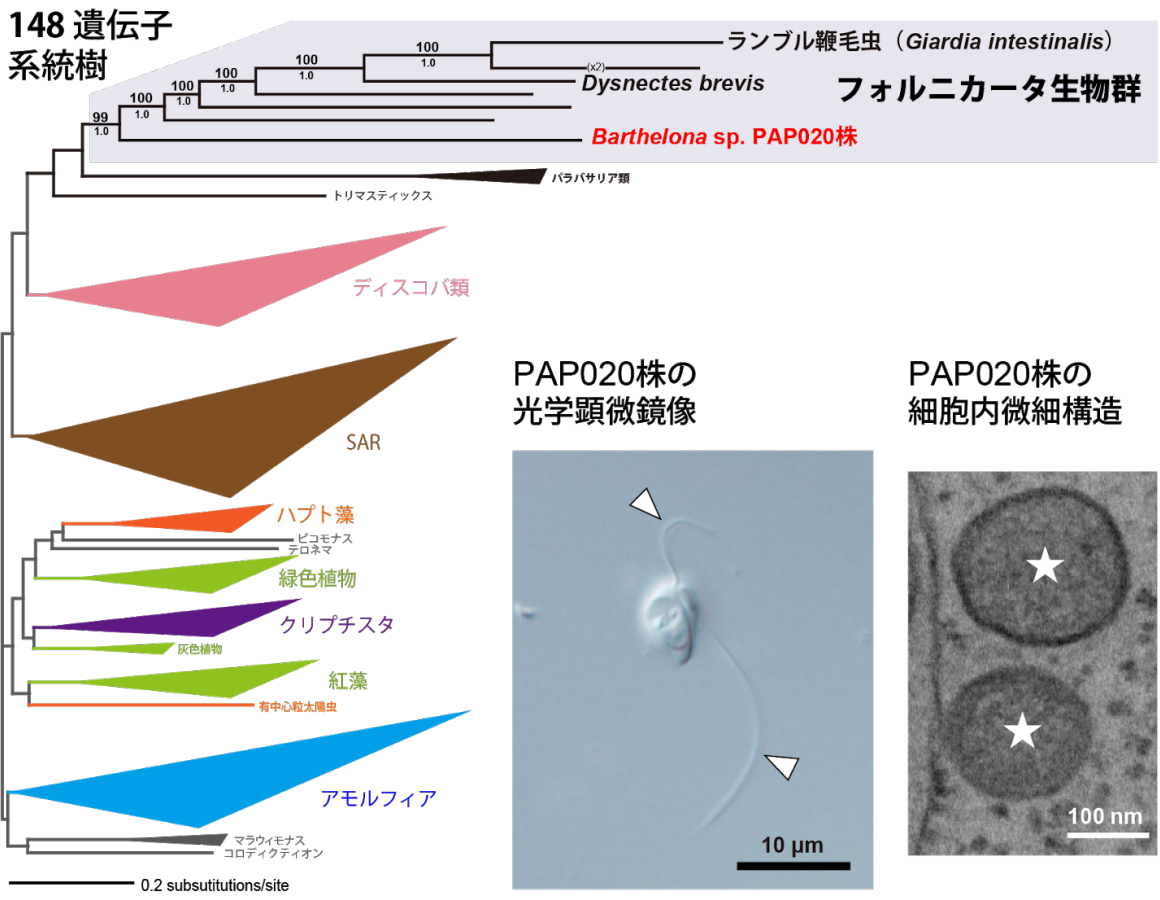 148 遺伝子
系統樹
100
1.0
ランブル鞭毛虫（Giardia intestinalis）
100
1.0
(x2)
100
1.0
Dysnectes brevis
フォルニカータ生物群
100
1.0
100
1.0
99
1.0
Barthelona sp. PAP020株
パラバサリア類
トリマスティックス
ディスコバ類
SAR
ハプト藻
ピコモナス
テロネマ
緑色植物
クリプチスタ
灰色植物
紅藻
有中心粒太陽虫
アモルフィア
マラウィモナス
コロディクティオン
0.2 subsutitutions/site
PAP020株の
光学顕微鏡像
10 μm
PAP020株の
細胞内微細構造
100 nm